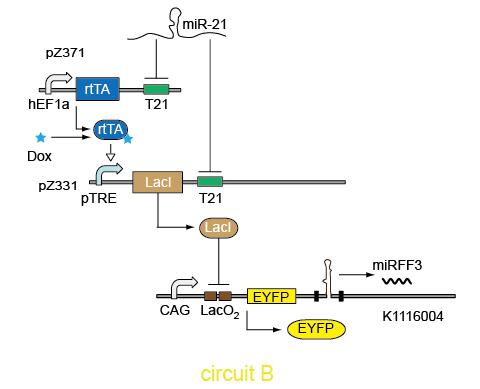 miR-21
pZ371
rtTA
hEF1a
T21
rtTA
Dox
pZ331
LacI
pTRE
T21
LacI
miRFF3
EYFP
CAG
LacO2
K1116004
EYFP
circuit B